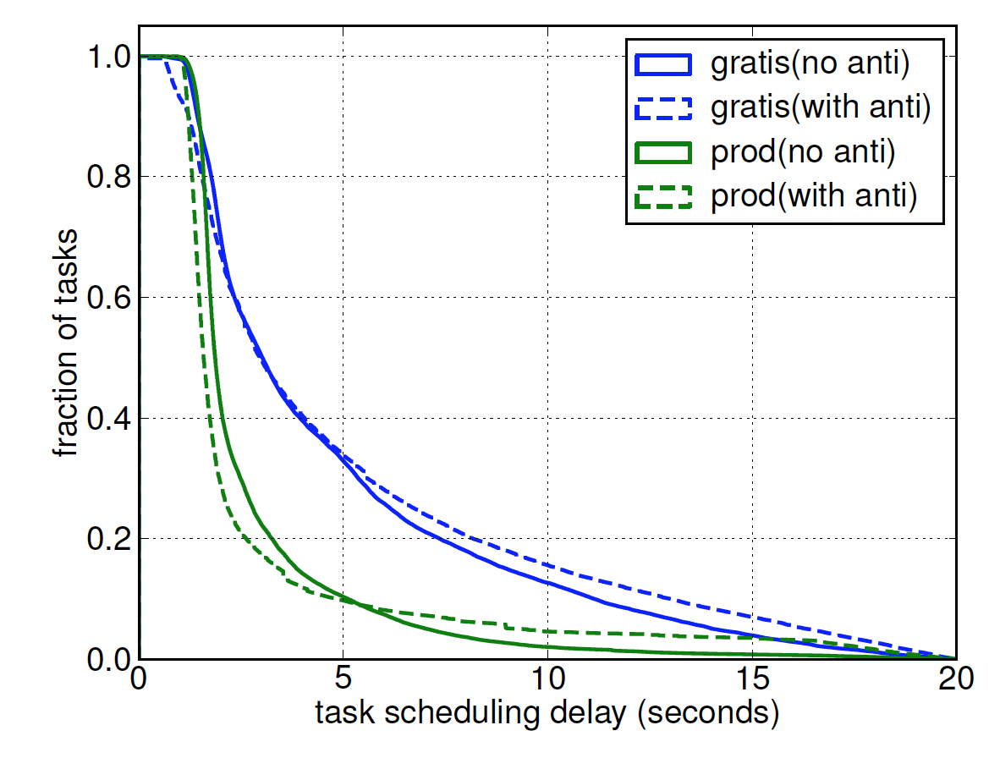 1.0
0.8
0.6
0.4
0.2
0.0
fraction of tasks
gratis(no anti)
gratis(with anti)
prod(no anti)
prod(with anti)
0 5 10 15 20
task scheduling delay (seconds)